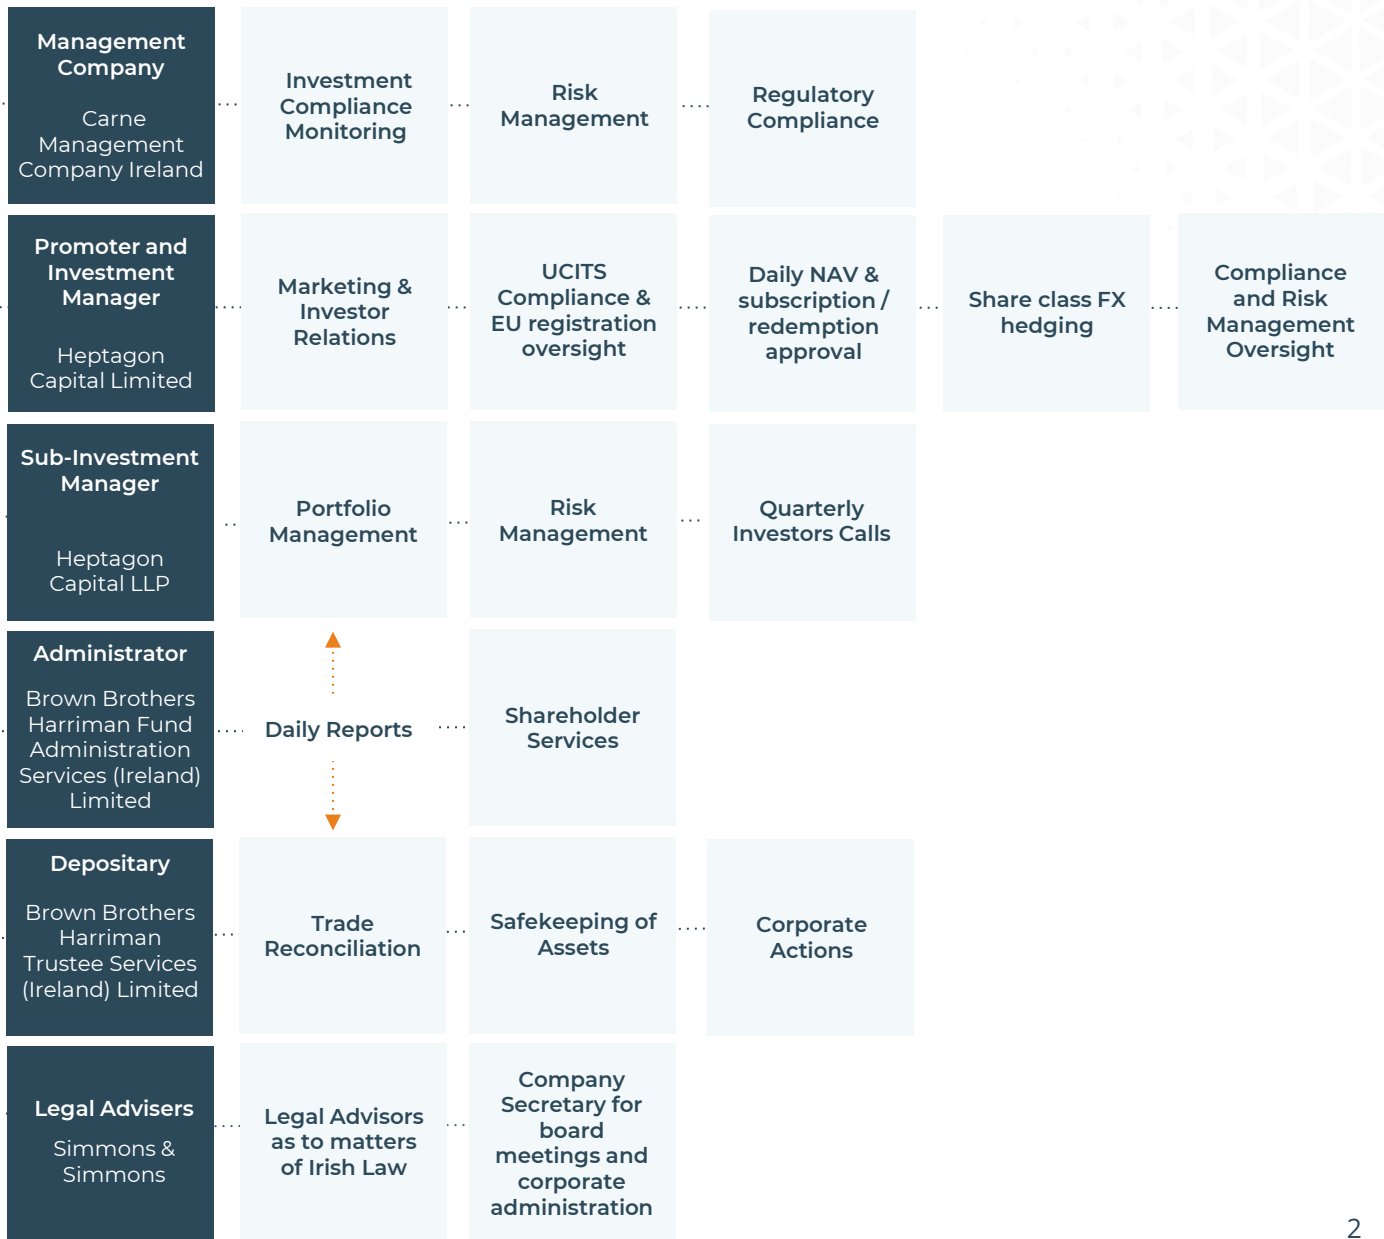 Management
Company
Carne
Management
Company Ireland
Investment
Compliance
Monitoring
Risk
Management
Regulatory
Compliance
Promoter and
Investment
Manager
Heptagon
Capital Limited
Marketing &
Investor
Relations
UCITS
Compliance &
EU registration
oversight
Daily NAV &
subscription /
redemption
approval
Share class FX
hedging
Compliance
and Risk
Management
Oversight
Sub-Investment
Manager
Heptagon
Capital LLP
Portfolio
Management
Risk
Management
Quarterly
Investors Calls
Administrator
Brown Brothers
Harriman Fund
Administration
Services (Ireland)
Limited
Daily Reports
Shareholder
Services
Depositary
Brown Brothers
Harriman
Trustee Services
(Ireland) Limited
Trade
Reconciliation
Safekeeping of
Assets
Corporate
Actions
Legal Advisers
Simmons &
Simmons
Legal Advisors
as to matters
of Irish Law
Company
Secretary for
board
meetings and
corporate
administration
2